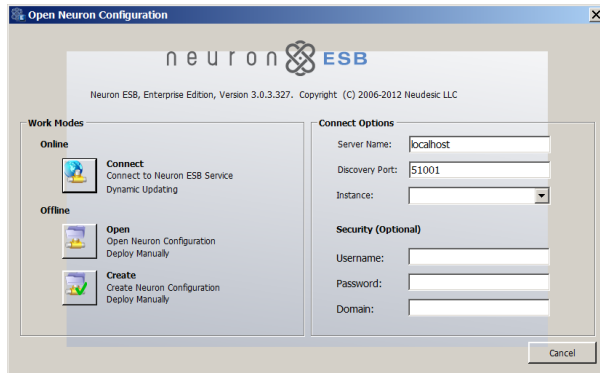 Open Neuron Configuration
neuron ESB
Neuron ESB, Enterprise Edition, Version 3.0.3.327. Copyright (C) 2006-2012 Neudesic LLC
Work Modes
Online
Connect
Connect to Neuron ESB Service
Dynamic Updating
Offline
Open
Open Neuron Configuration
Deploy Manually
Create
Create Neuron Configuration
Deploy Manually
Connect Options
Server Name: localhost
Discovery Port: 51001
Instance:
Security (Optional)
Username:
Password:
Domain:
Cancel